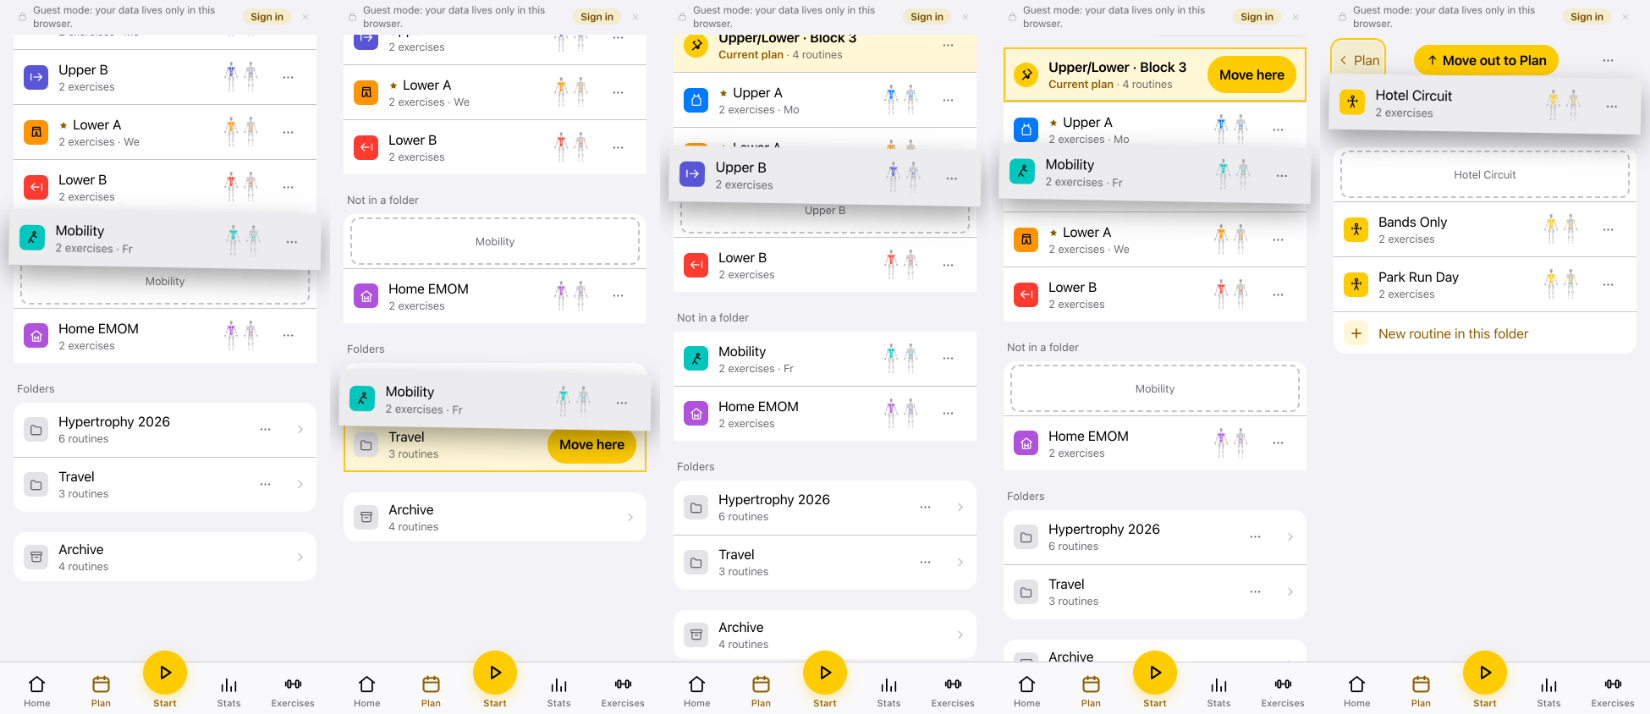 Guest mode: your data lives only in this
browser.
Sign in
Upper B
2 exercises
Lower A
2 exercises · We
Lower B
2 exercises
Mobility
2 exercises · Fr
Mobility
Home EMOM
2 exercises
Folders
Hypertrophy 2026
6 routines
Travel
3 routines
Archive
4 routines
Home
Plan
Start
Stats
Exercises
Guest mode: your data lives only in this
browser.
Sign in
2 exercises
Lower A
2 exercises · We
Lower B
2 exercises
Not in a folder
Mobility
Home EMOM
2 exercises
Folders
Mobility
2 exercises · Fr
Travel
3 routines
Move here
Archive
4 routines
Home
Plan
Start
Stats
Exercises
Guest mode: your data lives only in this
browser.
Sign in
Upper/Lower · Block 3
Current plan · 4 routines
Upper A
2 exercises · Mo
Lower A
Upper B
2 exercises
Upper B
Lower B
2 exercises
Not in a folder
Mobility
2 exercises · Fr
Home EMOM
2 exercises
Folders
Hypertrophy 2026
6 routines
Travel
3 routines
Archive
4 routines
Home
Plan
Start
Stats
Exercises
Guest mode: your data lives only in this
browser.
Sign in
Upper/Lower · Block 3
Current plan · 4 routines
Move here
Upper A
2 exercises · Mo
Mobility
2 exercises · Fr
Lower A
2 exercises · We
Lower B
2 exercises
Not in a folder
Mobility
Home EMOM
2 exercises
Folders
Hypertrophy 2026
6 routines
Travel
3 routines
Archive
Home
Plan
Start
Stats
Exercises
Guest mode: your data lives only in this
browser.
Sign in
Plan
Move out to Plan
Hotel Circuit
2 exercises
Hotel Circuit
Bands Only
2 exercises
Park Run Day
2 exercises
New routine in this folder
Home
Plan
Start
Stats
Exercises